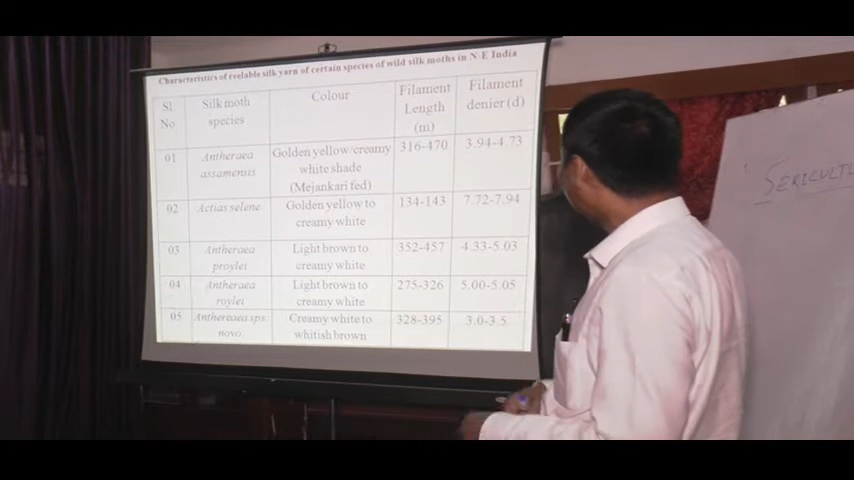 Characteristics of reelable silk yarn of certain species of wild silk moths in N-E India
Sl. No Silk moth species Colour Filament Length (m) Filament denier (d)
01 Antheraea assamensis Golden yellow/creamy white shade (Mejankari fed) 316-470 3.94-4.73
02 Actias selene Golden yellow to creamy white 134-143 7.72-7.94
03 Antheraea proylei Light brown to creamy white 352-457 4.33-5.03
04 Antheraea roylei Light brown to creamy white 275-326 5.00-5.05
05 Anthereaea sps. novo. Creamy white to whitish brown 328-395 3.0-3.5